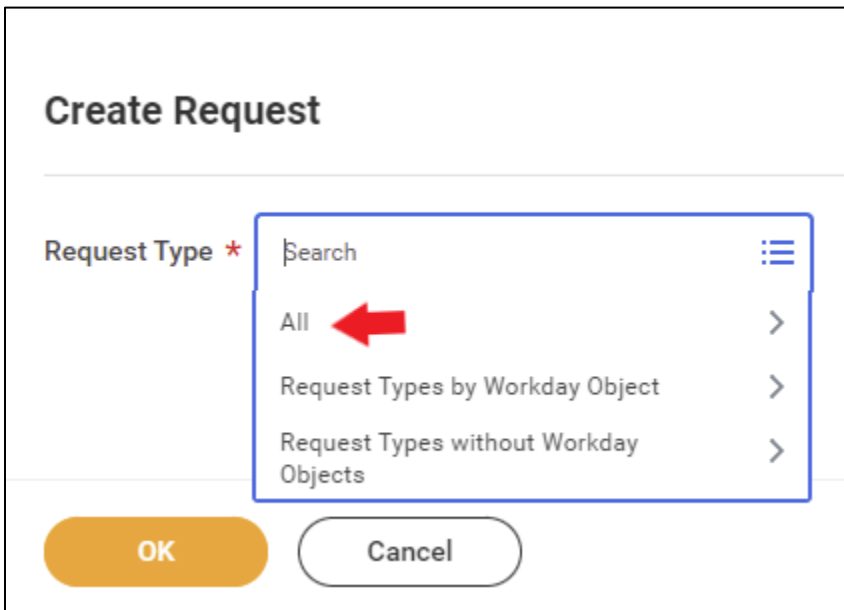 Create Request
Request Type *
Search
All
Request Types by Workday Object
Request Types without Workday
Objects
OK
Cancel